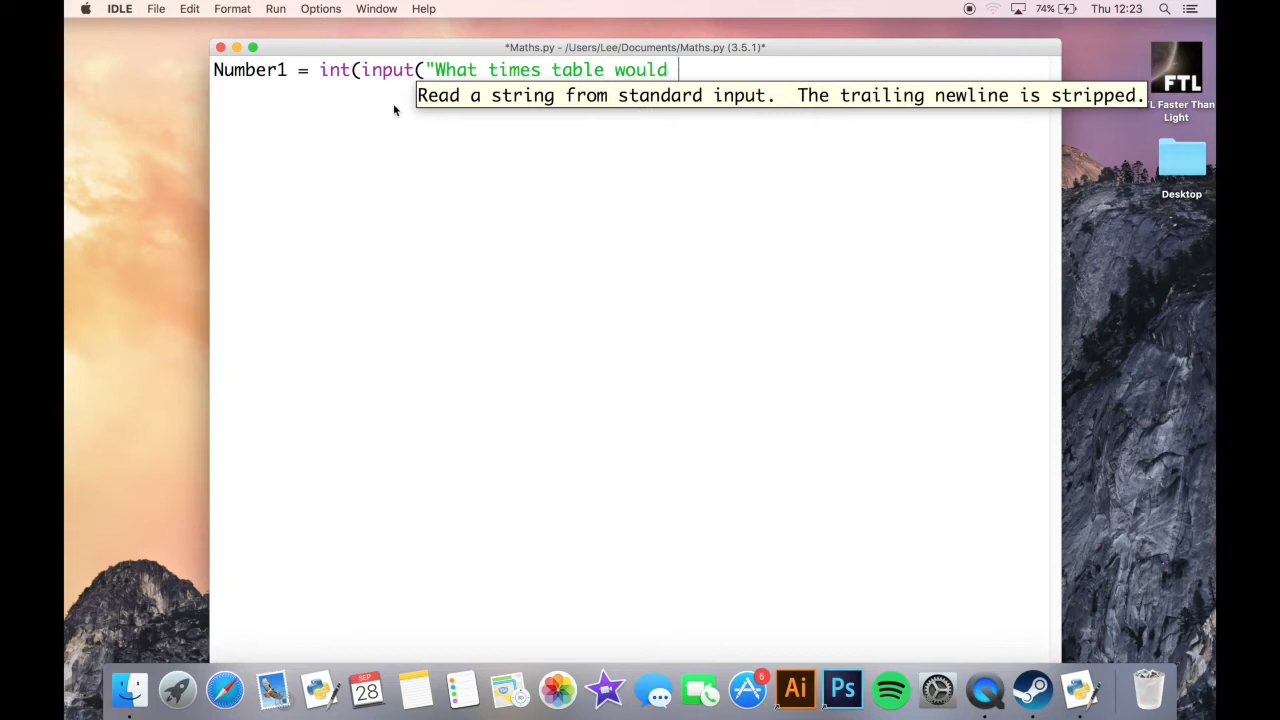 IDLE File Edit Format Run Options Window Help 74% Thu 12:23
*Maths.py - /Users/Lee/Documents/Maths.py (3.5.1)*
Number1 = int(input("What times table would
Read a string from standard input.  The trailing newline is stripped.
FTL
L Faster Than
Light
Desktop
5
SEP
28
Ai
Ps